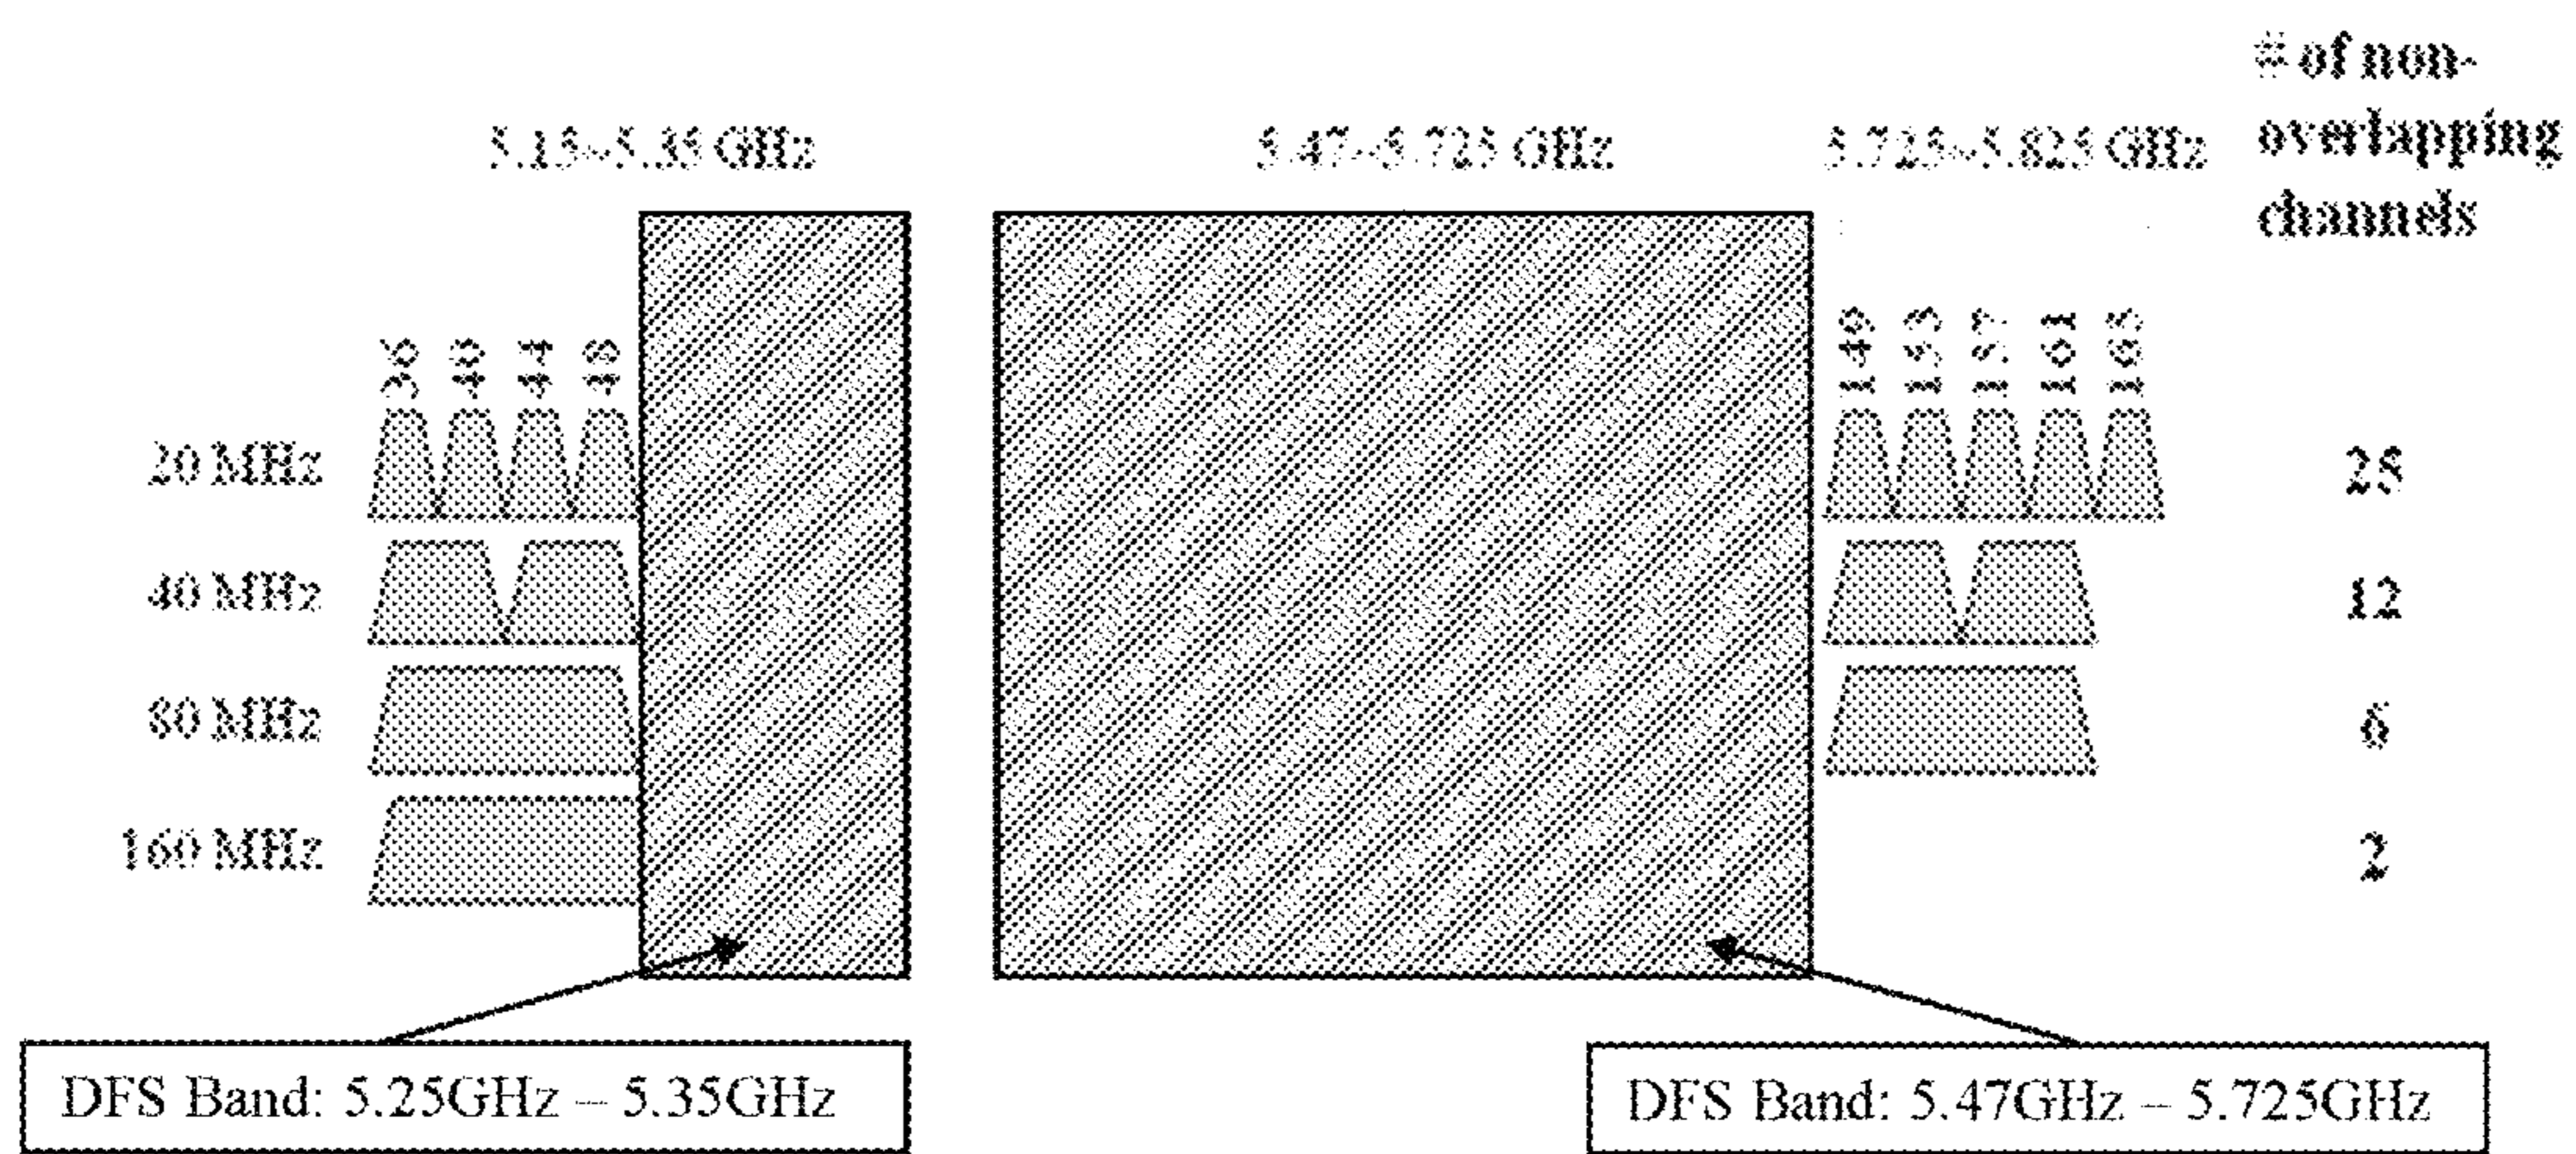 # of non-
overlapping
channels
5.15~5.35 GHz
5.47~5.725 GHz
5.725~5.825 GHz
36
40
44
48
149
153
157
161
165
20 MHz
25
40 MHz
12
80 MHz
6
160 MHz
2
DFS Band: 5.25GHz – 5.35GHz
DFS Band: 5.47GHz – 5.725GHz